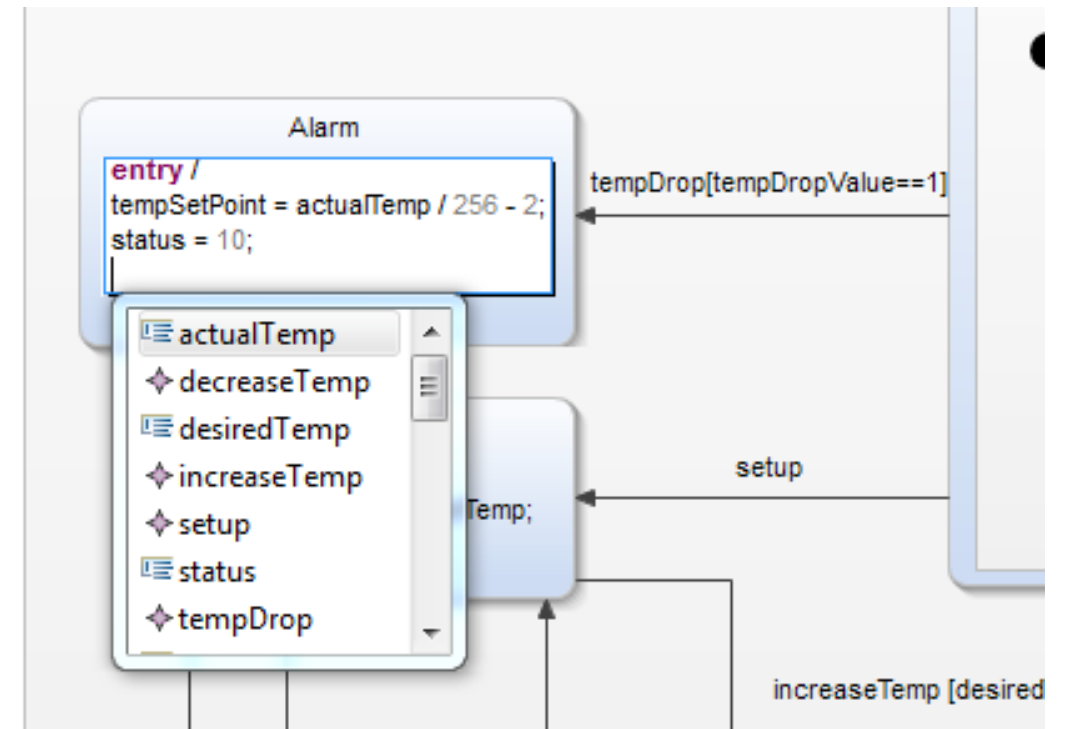 Alarm
entry /
tempSetPoint = actualTemp / 256 - 2;
status = 10;
tempDrop[tempDropValue==1]
actualTemp
decreaseTemp
desiredTemp
increaseTemp
setup
status
tempDrop
Temp;
setup
increaseTemp [desired